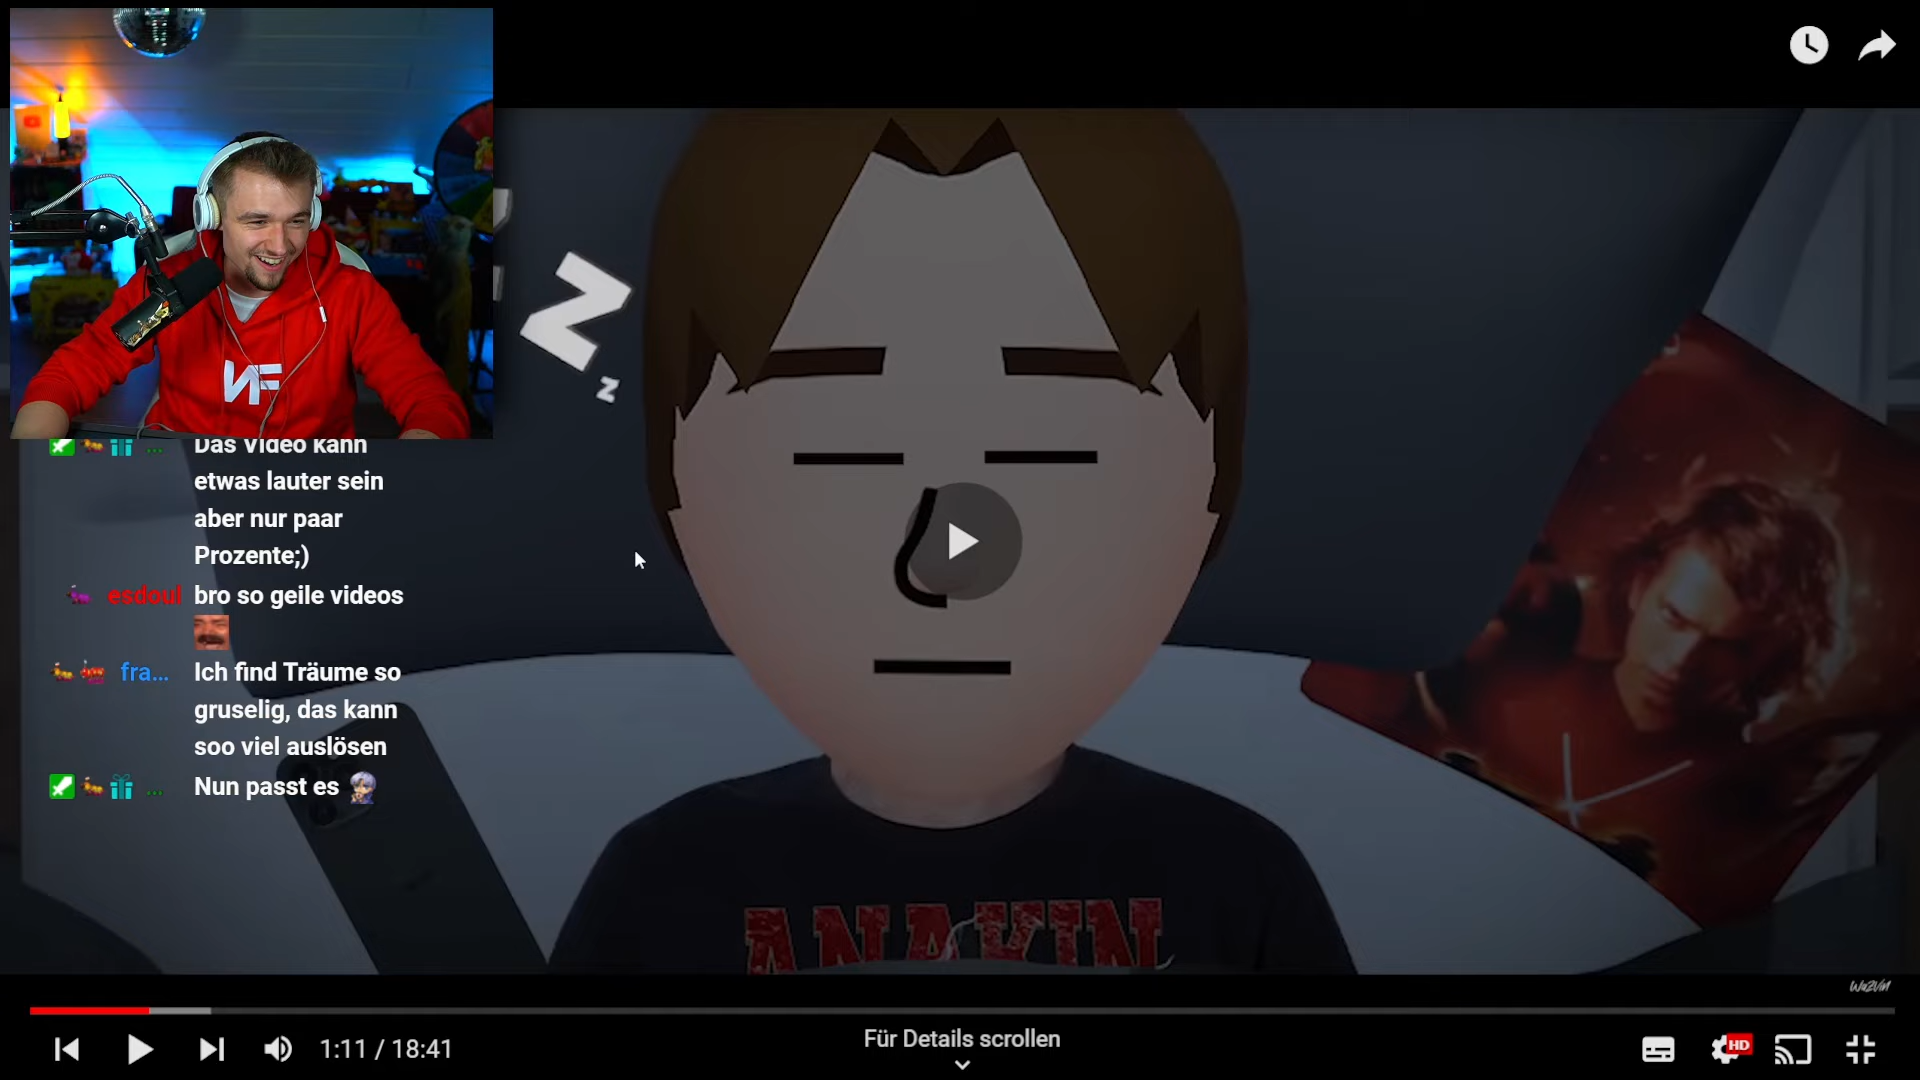 NF
z
z
Das Video kann
etwas lauter sein
aber nur paar
Prozente;)
esdoul bro so geile videos
fra... Ich find Träume so
gruselig, das kann
soo viel auslösen
... Nun passt es
ANAKIN
WaZVin
1:11 / 18:41
Für Details scrollen
HD